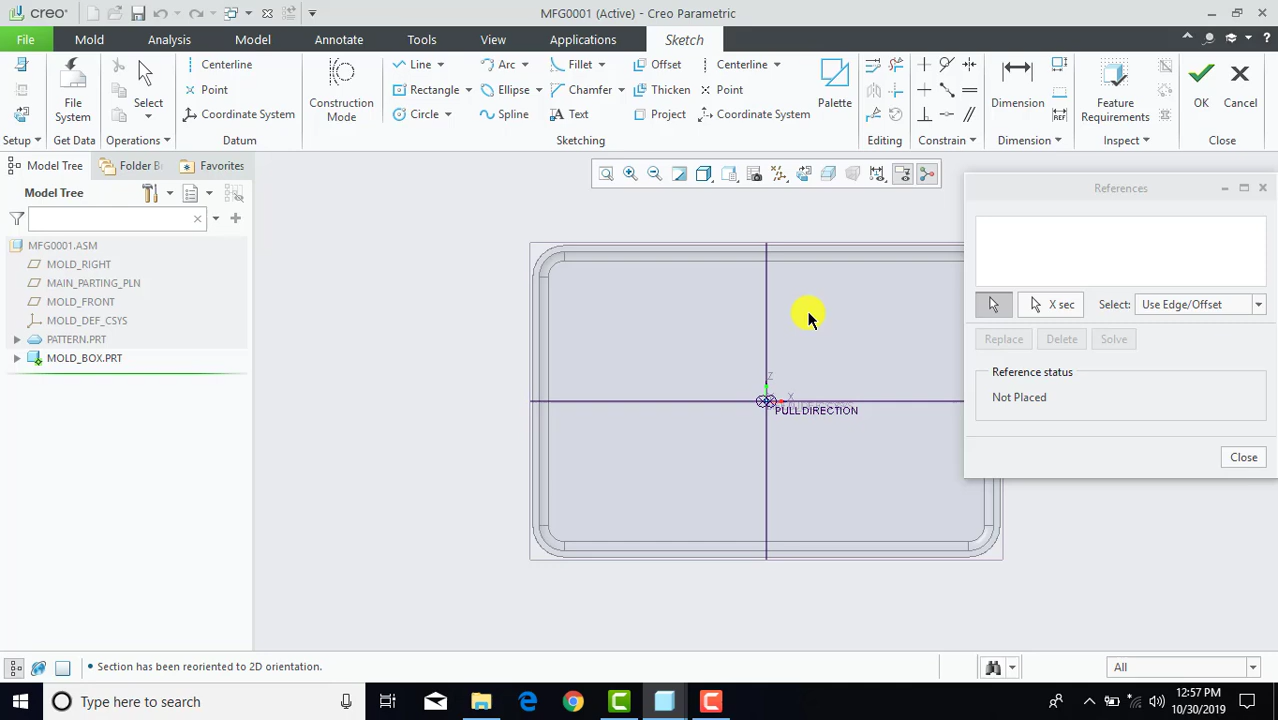 creo
MFG0001 (Active) - Creo Parametric
File
Mold
Analysis
Model
Annotate
Tools
View
Applications
Sketch
File System
Select
Centerline
Point
Coordinate System
Construction Mode
Line
Rectangle
Circle
Arc
Ellipse
Spline
Fillet
Chamfer
Text
Offset
Thicken
Project
Centerline
Point
Coordinate System
Palette
Dimension
Feature Requirements
OK
Cancel
Setup
Get Data
Operations
Datum
Sketching
Editing
Constrain
Dimension
Inspect
Close
Model Tree
Folder B
Favorites
Model Tree
MFG0001.ASM
MOLD_RIGHT
MAIN_PARTING_PLN
MOLD_FRONT
MOLD_DEF_CSYS
PATTERN.PRT
MOLD_BOX.PRT
Z
X
PULL DIRECTION
References
X sec
Select:
Use Edge/Offset
Replace
Delete
Solve
Reference status
Not Placed
Close
• Section has been reoriented to 2D orientation.
All
Type here to search
12:57 PM
10/30/2019